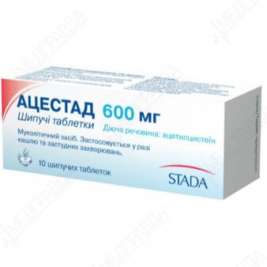 АЦЕСТАД 600 мг
Шипучі таблетки
Діюча речовина: ацетилцистеїн
Муколітичний засіб. Застосовується у разі
кашлю та застудних захворювань.
10 шипучих таблеток
STADA